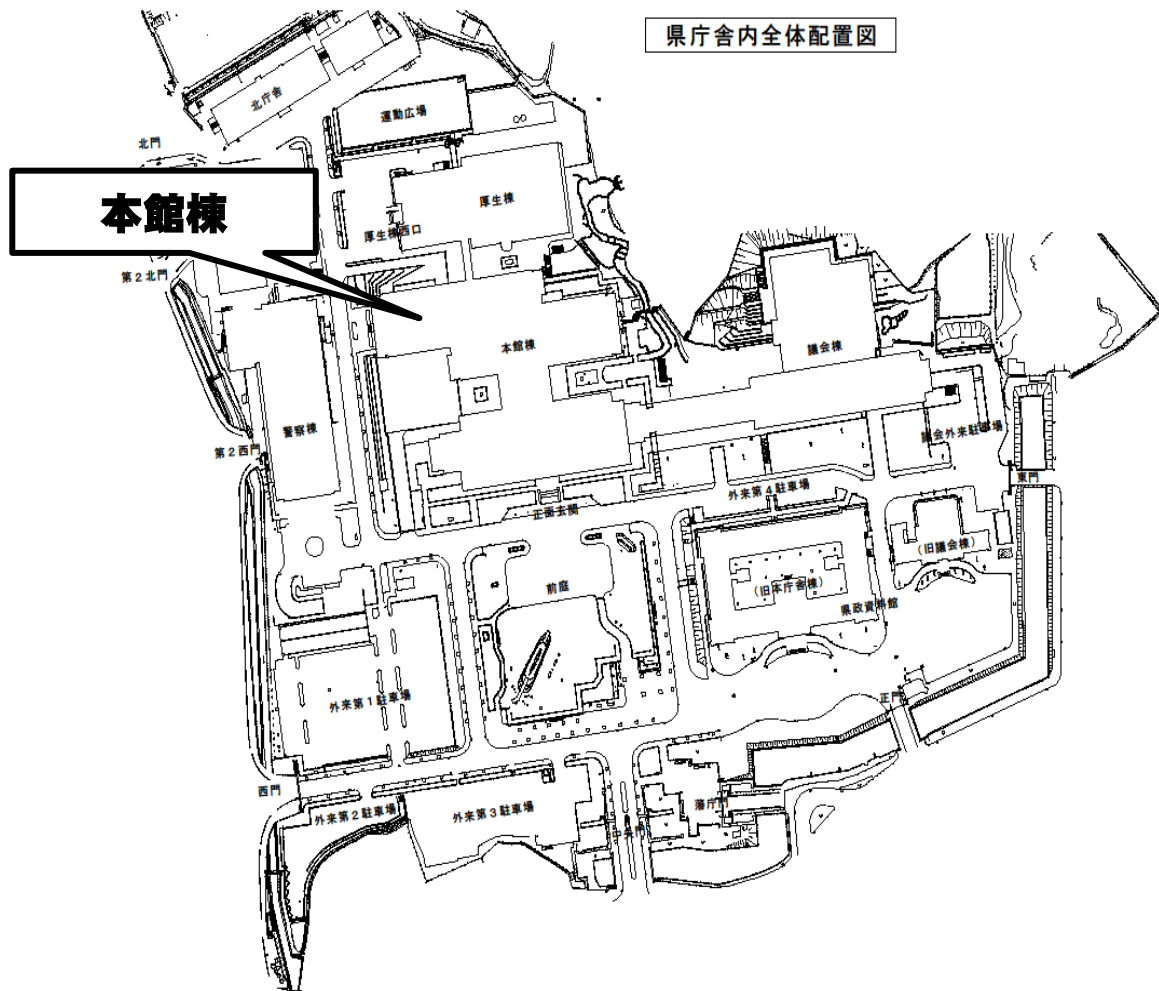 県庁舎内全体配置図
北庁舎
運動広場
北門
本館棟
厚生棟
厚生棟西口
第2北門
本館棟
議会棟
警察棟
第2西門
議会外来駐車場
東門
外来第4駐車場
正面玄関
(旧議会棟)
前庭
(旧本庁舎棟)
県政資料館
外来第1駐車場
正門
西門
外来第2駐車場
外来第3駐車場
藩庁門
中央門